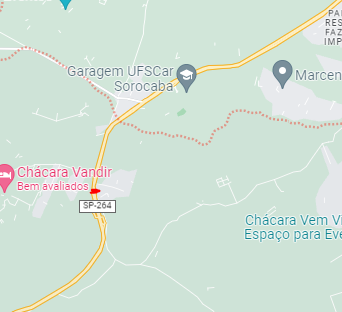 PA
RES
FAZ
IMP
Garagem UFSCar
Sorocaba
Marcen
Chácara Vandir
Bem avaliados
SP-264
Chácara Vem Vi
Espaço para Eve